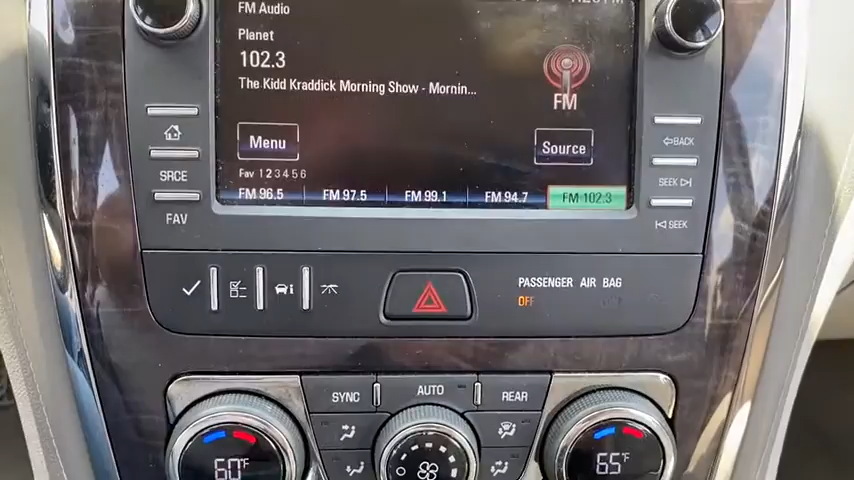 FM Audio
Planet
102.3
The Kidd Kraddick Morning Show - Mornin...
FM
Menu
Source
Fav 1 2 3 4 5 6
FM 96.5 FM 97.5 FM 99.1 FM 94.7 FM 102.3
SRCE
FAV
BACK
SEEK
SEEK
PASSENGER AIR BAG
OFF
SYNC AUTO REAR
60°F
65°F